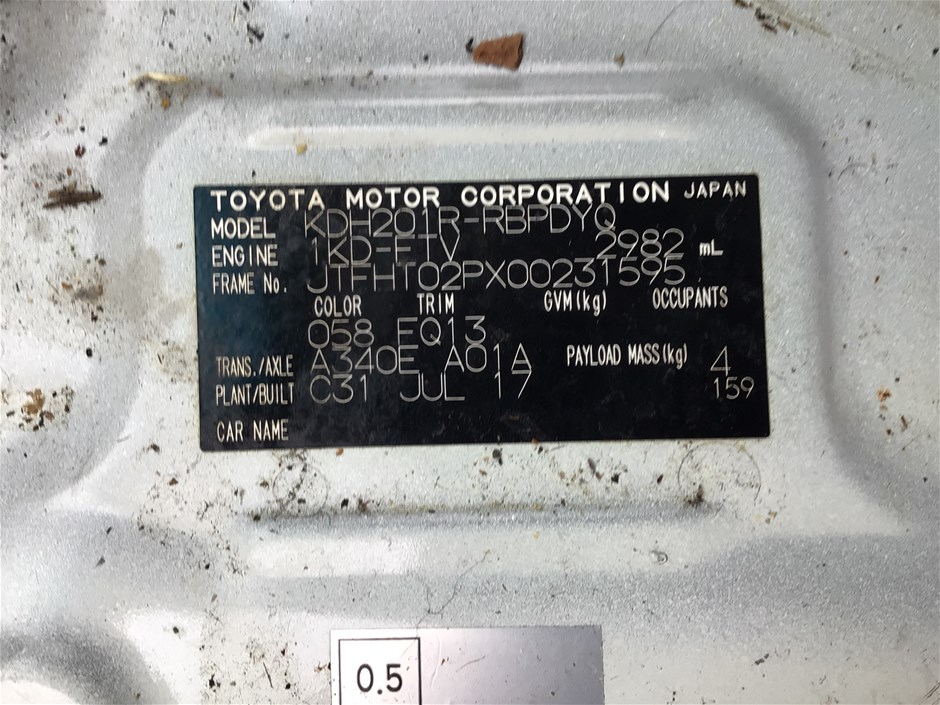 TOYOTA MOTOR CORPORATION JAPAN
MODEL KDH201R-RBPDYQ
ENGINE 1KD-FTV 2982 mL
FRAME No. JTFHT02PX00231595
COLOR TRIM GVM(kg) OCCUPANTS
058 EQ13
TRANS./AXLE A340E A01A PAYLOAD MASS(kg) 4
PLANT/BUILT C31 JUL 17 159
CAR NAME
0.5